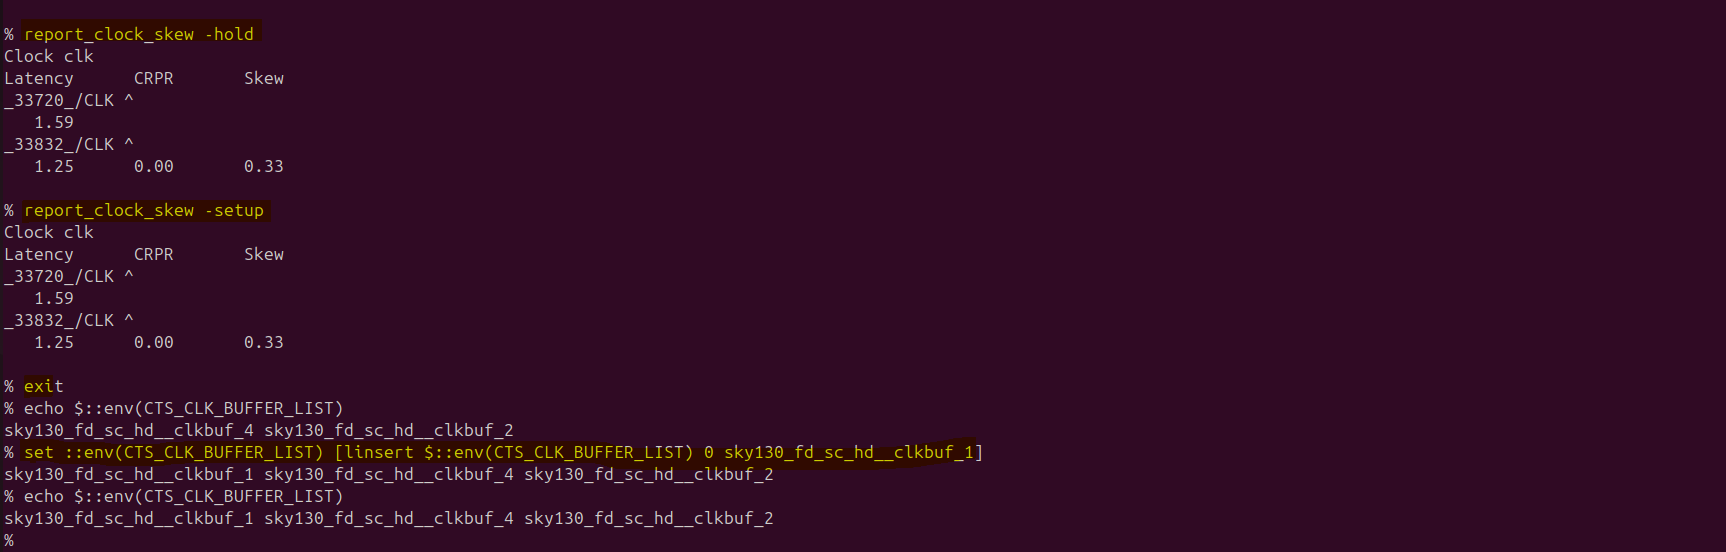 % report_clock_skew -hold
Clock clk
Latency      CRPR       Skew
_33720_/CLK ^
   1.59
_33832_/CLK ^
   1.25      0.00       0.33
% report_clock_skew -setup
Clock clk
Latency      CRPR       Skew
_33720_/CLK ^
   1.59
_33832_/CLK ^
   1.25      0.00       0.33
% exit
% echo $::env(CTS_CLK_BUFFER_LIST)
sky130_fd_sc_hd__clkbuf_4 sky130_fd_sc_hd__clkbuf_2
% set ::env(CTS_CLK_BUFFER_LIST) [linsert $::env(CTS_CLK_BUFFER_LIST) 0 sky130_fd_sc_hd__clkbuf_1]
sky130_fd_sc_hd__clkbuf_1 sky130_fd_sc_hd__clkbuf_4 sky130_fd_sc_hd__clkbuf_2
% echo $::env(CTS_CLK_BUFFER_LIST)
sky130_fd_sc_hd__clkbuf_1 sky130_fd_sc_hd__clkbuf_4 sky130_fd_sc_hd__clkbuf_2
%